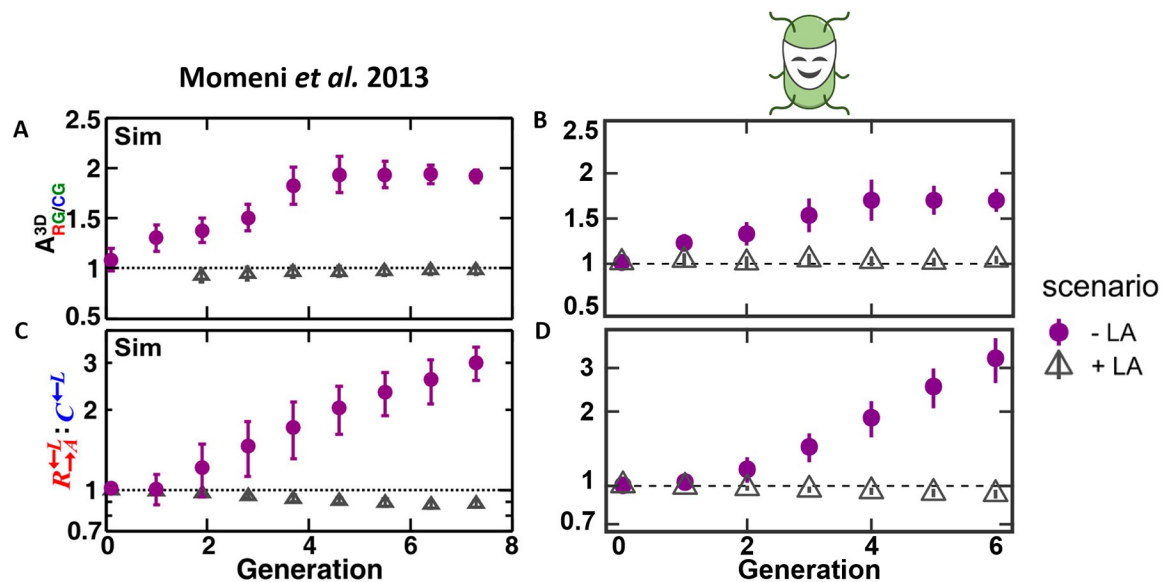 Momeni et al. 2013
A
Sim
A3DRG/CG
2.5
2
1.5
1
0.5
B
2.5
2
1.5
1
0.5
C
Sim
R←L→A : C←L
3
2
1
0.7
0 2 4 6 8
Generation
D
3
2
1
0.7
0 2 4 6
Generation
scenario
- LA
+ LA